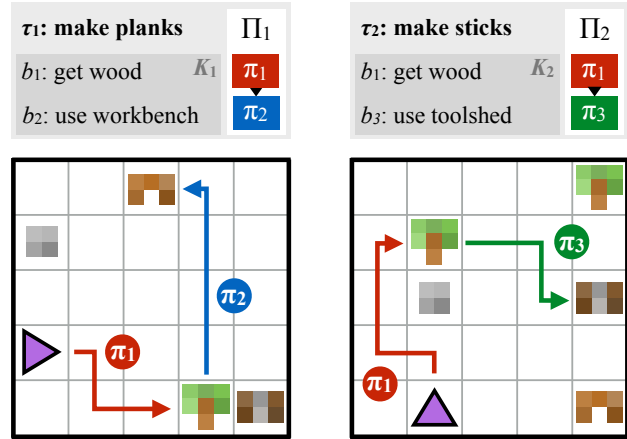 τ₁: make planks Π₁
b₁: get wood K₁ π₁
b₂: use workbench π₂
τ₂: make sticks Π₂
b₁: get wood K₂ π₁
b₃: use toolshed π₃
π₂
π₁
π₃
π₁